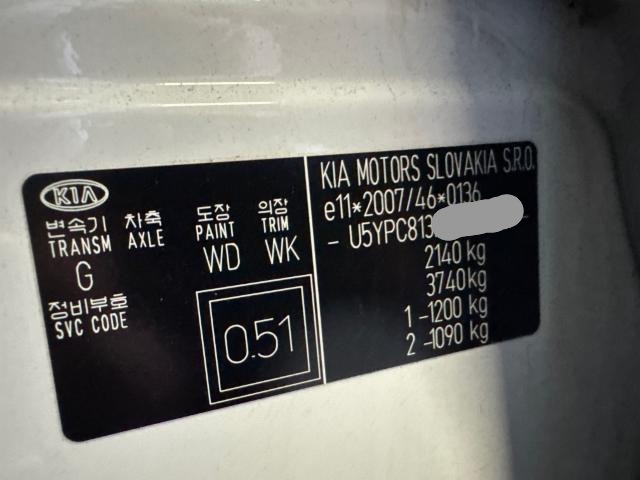 KIA
변속기 차축 도장 의장
TRANSM AXLE PAINT TRIM
G WD WK
정비부호
SVC CODE
0.51
KIA MOTORS SLOVAKIA S.R.O.
e11*2007/46*0136
- U5YPC813
2140 kg
3740 kg
1 -1200 kg
2 -1090 kg